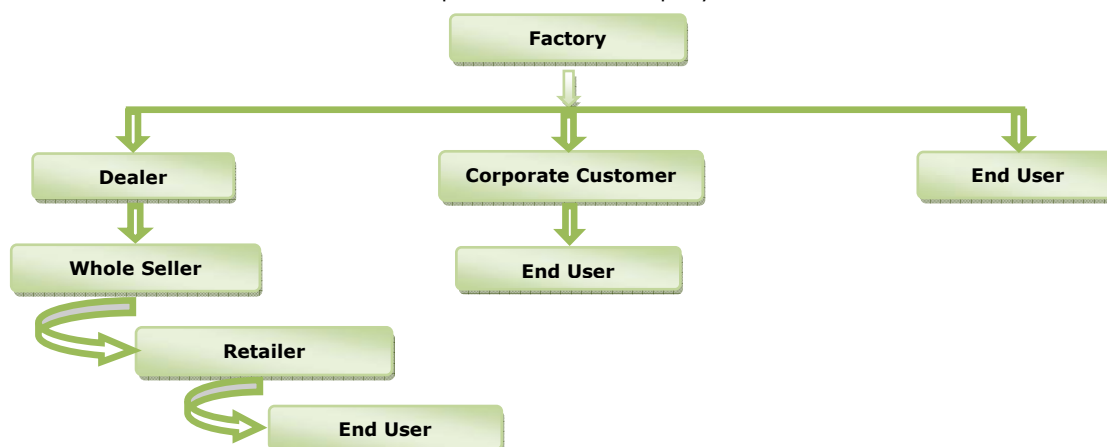 Factory
Dealer
Corporate Customer
End User
Whole Seller
End User
Retailer
End User